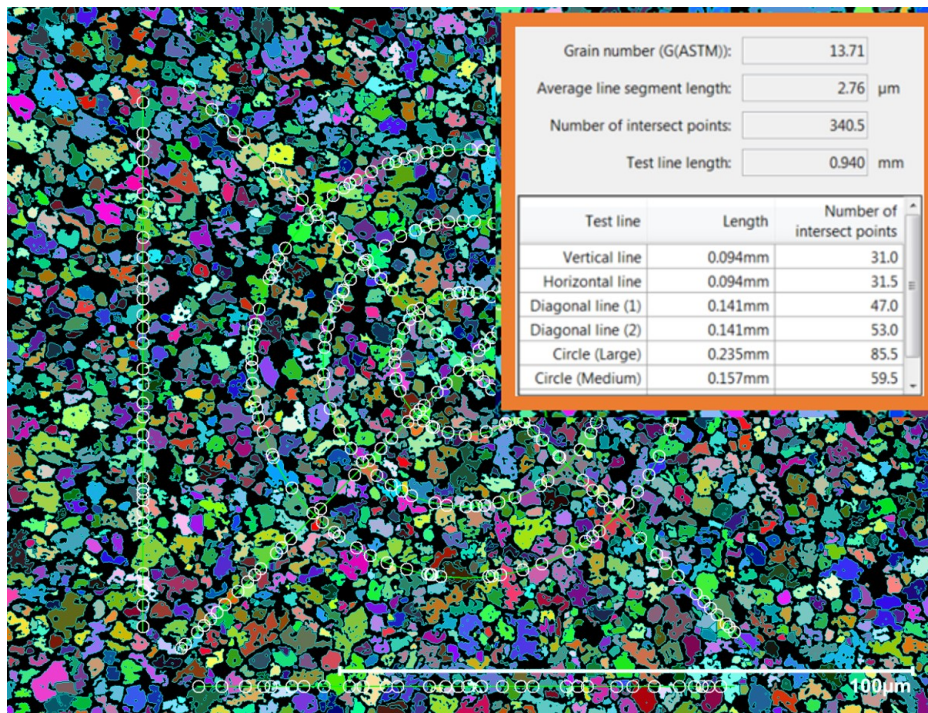 Grain number (G(ASTM)): 13.71
Average line segment length: 2.76 μm
Number of intersect points: 340.5
Test line length: 0.940 mm
Test line Length Number of intersect points
Vertical line 0.094mm 31.0
Horizontal line 0.094mm 31.5
Diagonal line (1) 0.141mm 47.0
Diagonal line (2) 0.141mm 53.0
Circle (Large) 0.235mm 85.5
Circle (Medium) 0.157mm 59.5
100μm